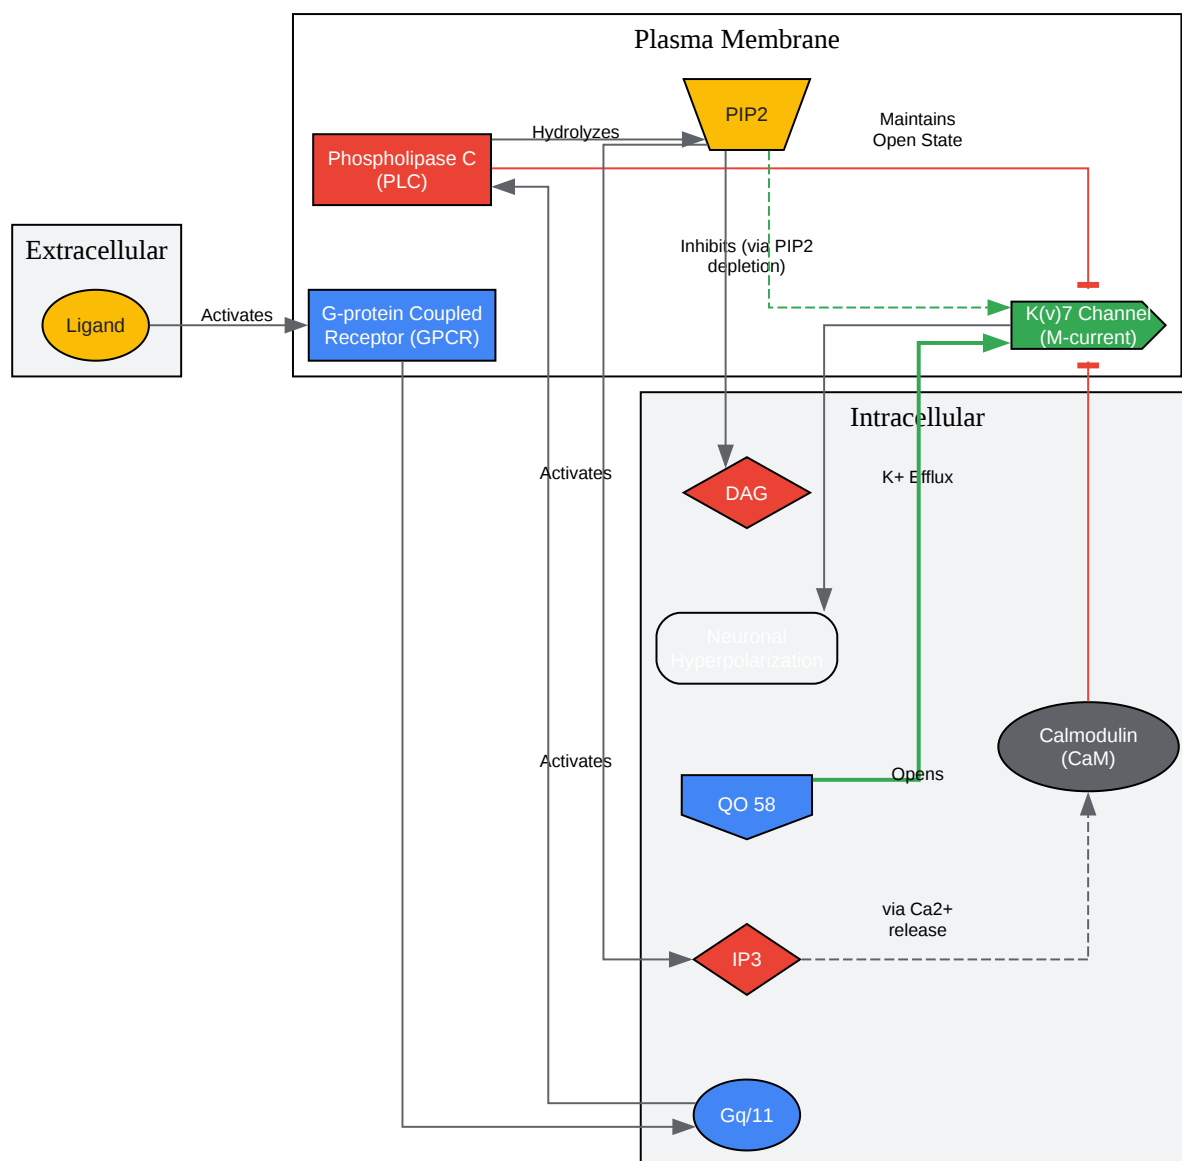 Plasma Membrane
PIP2
Maintains
Open State
Hydrolyzes
Phospholipase C
(PLC)
Extracellular
Inhibits (via PIP2
depletion)
Ligand
Activates
G-protein Coupled
Receptor (GPCR)
K(v)7 Channel
(M-current)
Intracellular
Activates
K+ Efflux
DAG
Neuronal
Hyperpolarization
Calmodulin
(CaM)
Activates
Opens
QO 58
via Ca2+
release
IP3
Gq/11